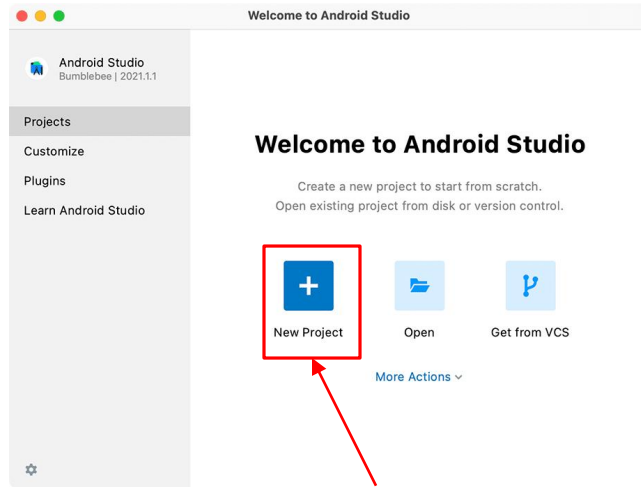 Welcome to Android Studio
Android Studio
Bumblebee | 2021.1.1
Projects
Customize
Plugins
Learn Android Studio
Welcome to Android Studio
Create a new project to start from scratch.
Open existing project from disk or version control.
New Project
Open
Get from VCS
More Actions